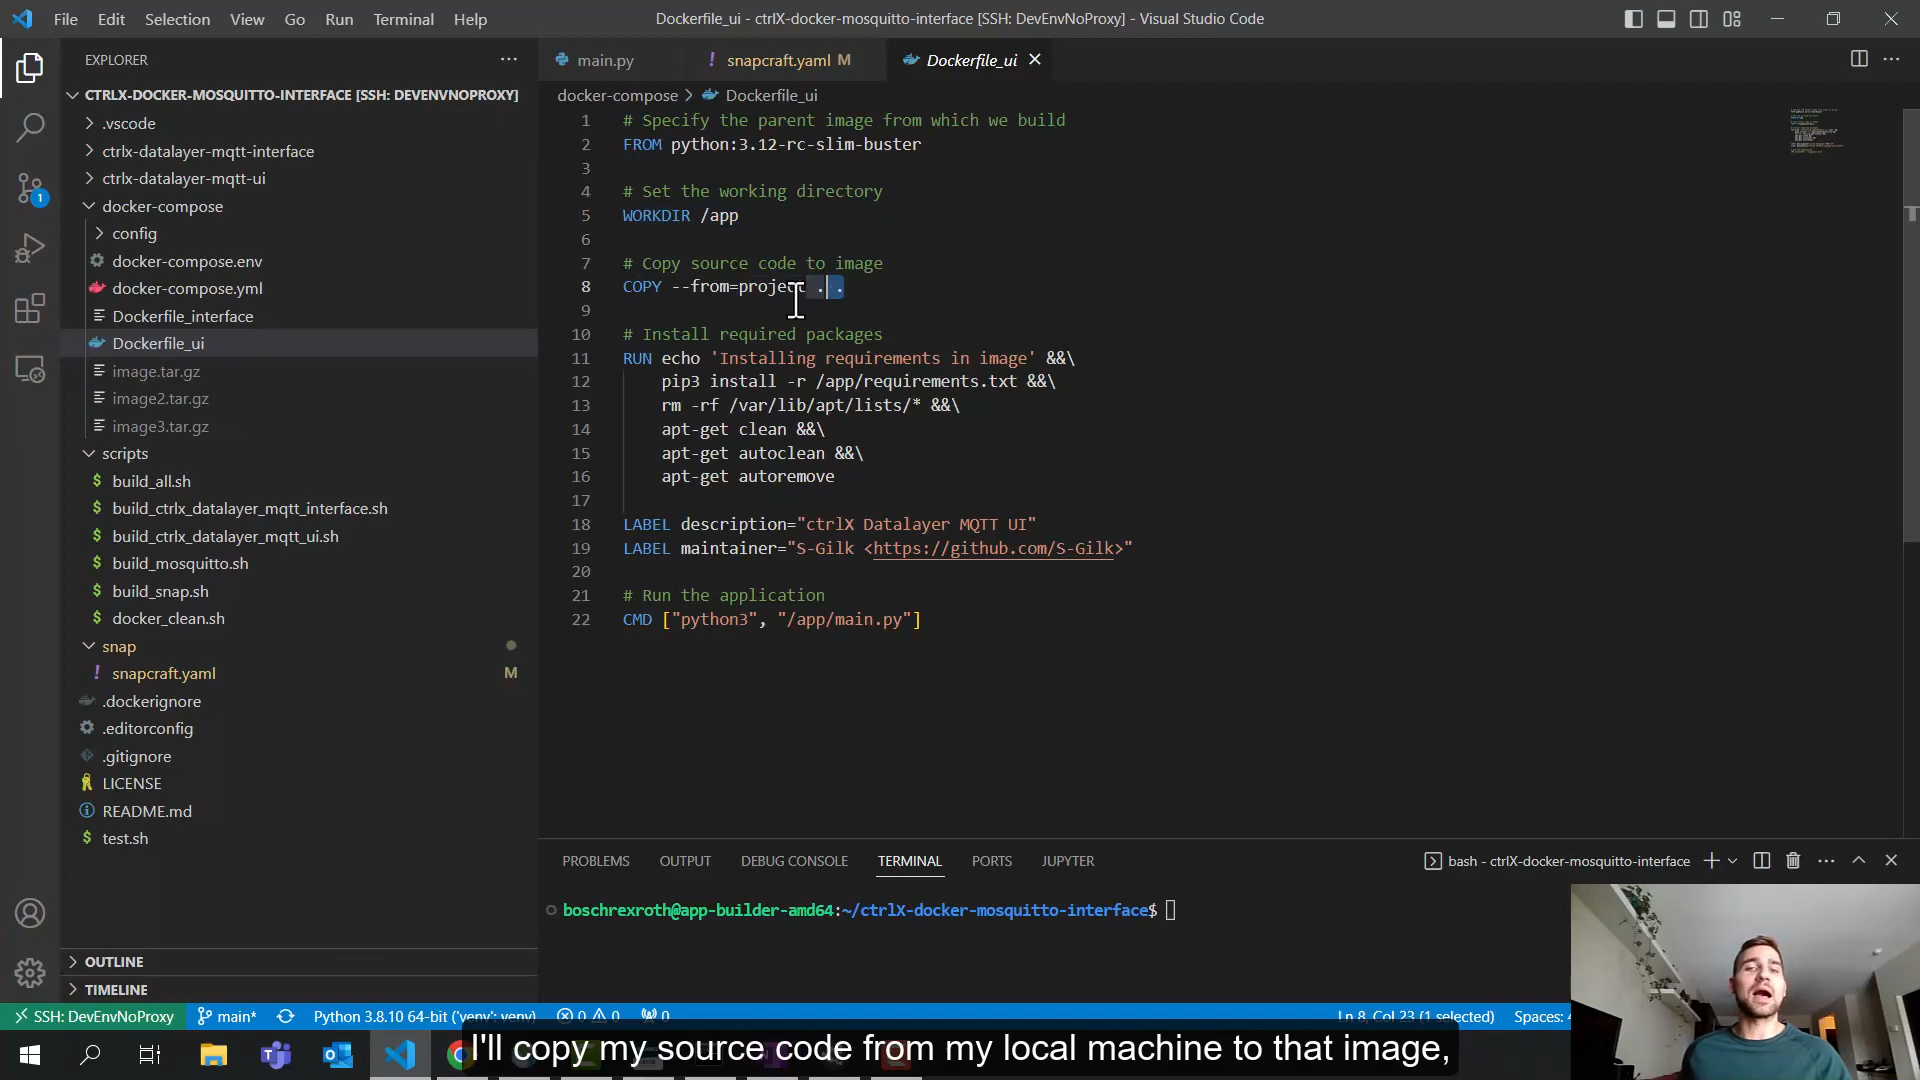 File Edit Selection View Go Run Terminal Help
Dockerfile_ui - ctrlX-docker-mosquitto-interface [SSH: DevEnvNoProxy] - Visual Studio Code
EXPLORER
CTRLX-DOCKER-MOSQUITTO-INTERFACE [SSH: DEVENVNOPROXY]
.vscode
ctrlx-datalayer-mqtt-interface
ctrlx-datalayer-mqtt-ui
docker-compose
config
docker-compose.env
docker-compose.yml
Dockerfile_interface
Dockerfile_ui
image.tar.gz
image2.tar.gz
image3.tar.gz
scripts
build_all.sh
build_ctrlx_datalayer_mqtt_interface.sh
build_ctrlx_datalayer_mqtt_ui.sh
build_mosquitto.sh
build_snap.sh
docker_clean.sh
snap
snapcraft.yaml M
.dockerignore
.editorconfig
.gitignore
LICENSE
README.md
test.sh
OUTLINE
TIMELINE
1
main.py
snapcraft.yaml M
Dockerfile_ui
docker-compose > Dockerfile_ui
1 # Specify the parent image from which we build
2 FROM python:3.12-rc-slim-buster
3
4 # Set the working directory
5 WORKDIR /app
6
7 # Copy source code to image
8 COPY --from=project . .
9
10 # Install required packages
11 RUN echo 'Installing requirements in image' &&\
12 pip3 install -r /app/requirements.txt &&\
13 rm -rf /var/lib/apt/lists/* &&\
14 apt-get clean &&\
15 apt-get autoclean &&\
16 apt-get autoremove
17
18 LABEL description="ctrlX Datalayer MQTT UI"
19 LABEL maintainer="S-Gilk <https://github.com/S-Gilk>"
20
21 # Run the application
22 CMD ["python3", "/app/main.py"]
PROBLEMS OUTPUT DEBUG CONSOLE TERMINAL PORTS JUPYTER
bash - ctrlX-docker-mosquitto-interface
boschrexroth@app-builder-amd64:~/ctrlX-docker-mosquitto-interface$
SSH: DevEnvNoProxy main* Python 3.8.10 64-bit ('venv': venv) 0 0 0 Ln 8, Col 23 (1 selected) Spaces:
I'll copy my source code from my local machine to that image,